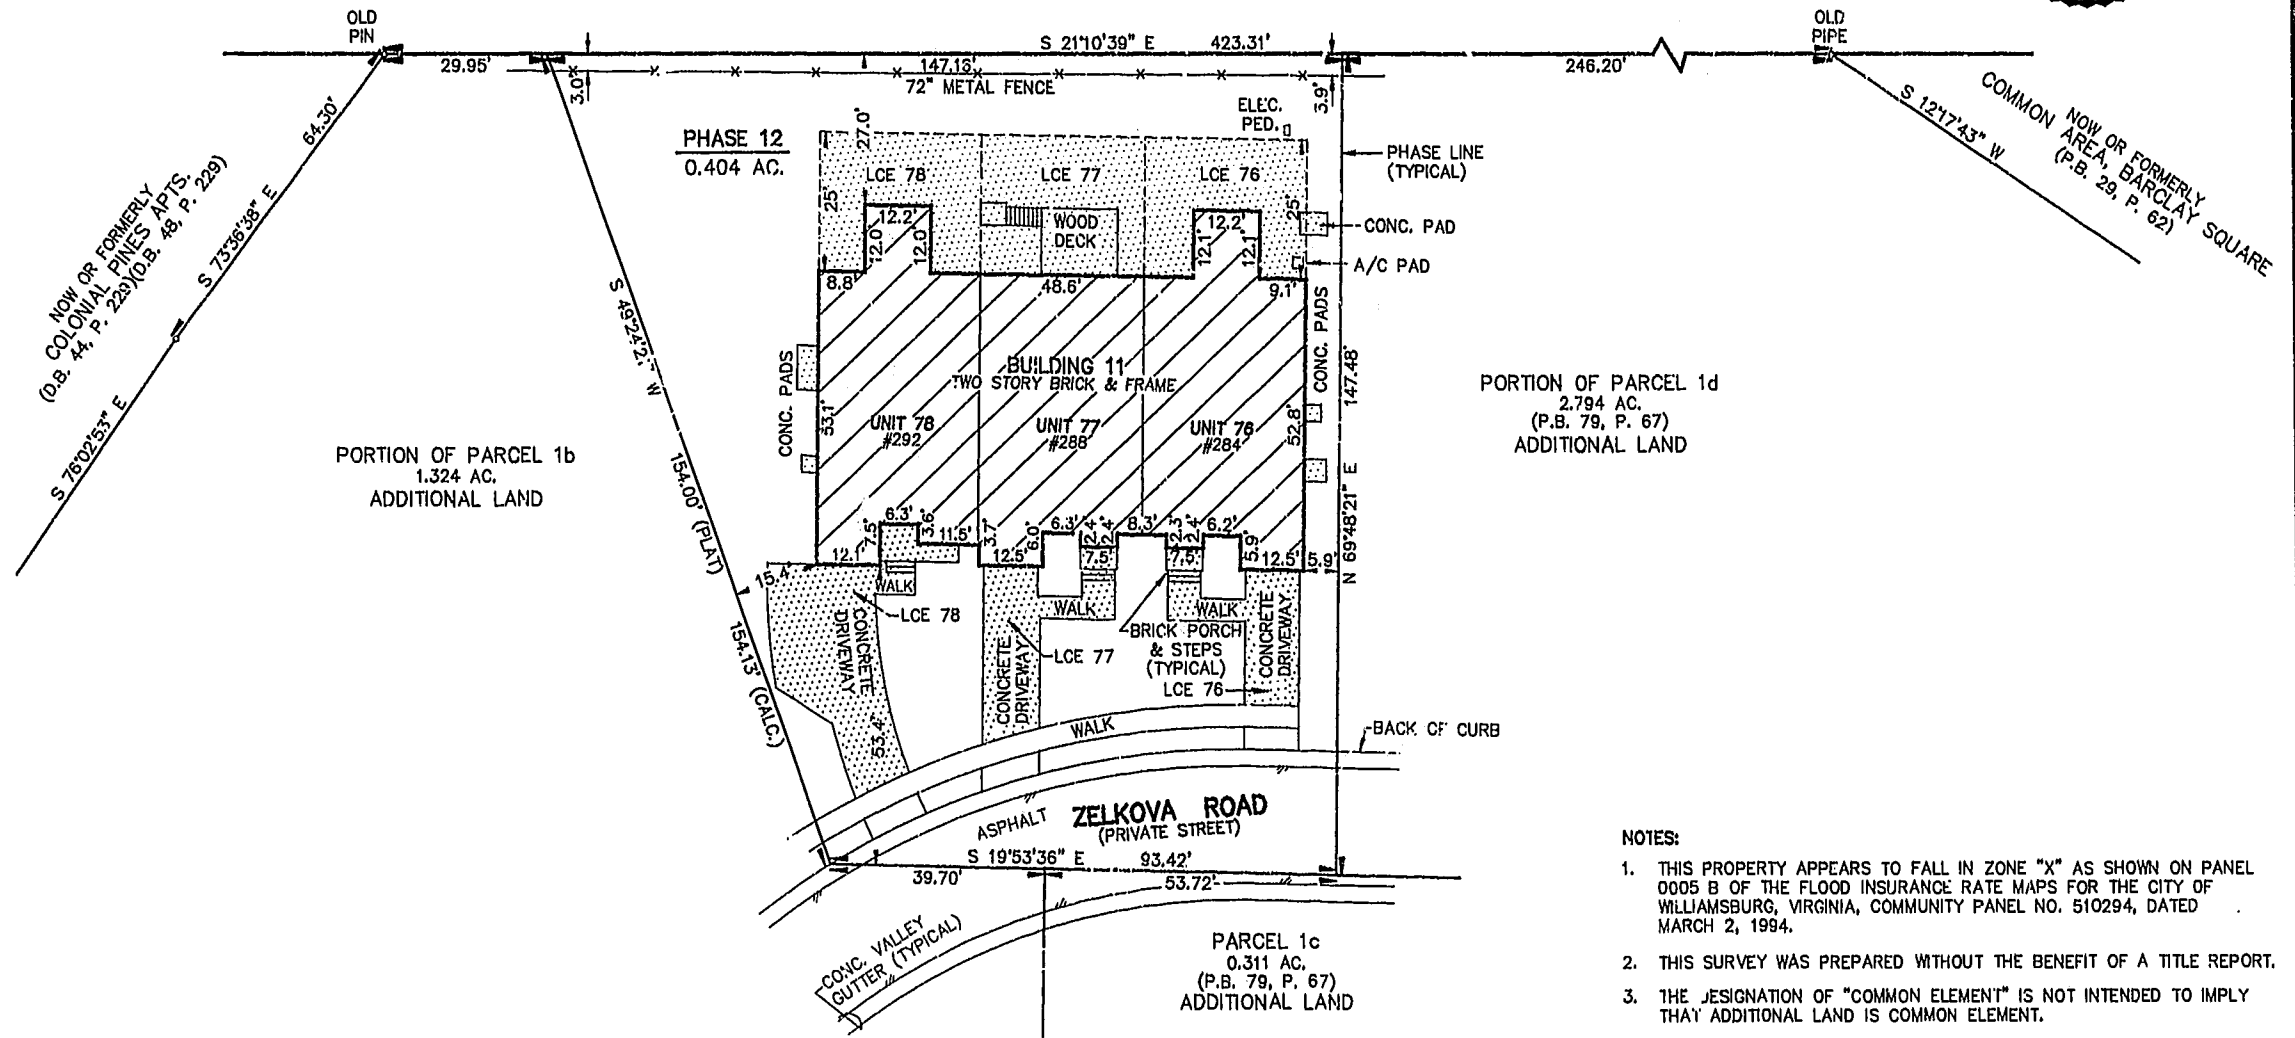 OLD
PIN
OLD
PIPE
S 21°10'39" E 423.31'
29.95'
147.16'
246.20'
72" METAL FENCE
3.0'
3.9'
64.30'
S 73°36'38" E
NOW OR FORMERLY
COLONIAL PINES APTS.
(D.B. 44, P. 229)(D.B. 48, P. 229)
S 76°02'53" E
S 12°17'43" W
NOW OR FORMERLY
COMMON AREA, BARCLAY SQUARE
(P.B. 29, P. 62)
PHASE 12
0.404 AC.
27.0'
ELEC.
PED.
PHASE LINE
(TYPICAL)
LCE 78
LCE 77
LCE 76
25'
12.2'
12.0'
12.0'
WOOD
DECK
12.2'
12.1'
12.1'
25'
CONC. PAD
A/C PAD
8.8'
48.6'
9.1'
CONC. PADS
CONC. PADS
BUILDING 11
TWO STORY BRICK & FRAME
53.1'
UNIT 78
#292
UNIT 77
#288
UNIT 76
#284
52.8'
147.48'
N 69°48'21" E
PORTION OF PARCEL 1d
2.794 AC.
(P.B. 79, P. 67)
ADDITIONAL LAND
PORTION OF PARCEL 1b
1.324 AC.
ADDITIONAL LAND
154.00' (PLAT)
154.13' (CALC.)
6.3'
3.6'
7.5'
11.5'
3.7'
6.0'
6.3'
2.4'
2.4'
8.3'
2.3'
2.4'
6.2'
5.9'
12.1'
12.5'
7.5'
7.5'
12.5'
5.9'
15.4'
WALK
LCE 78
WALK
WALK
CONCRETE
DRIVEWAY
LCE 77
CONCRETE
DRIVEWAY
BRICK PORCH
& STEPS
(TYPICAL)
LCE 76
CONCRETE
DRIVEWAY
53.4'
WALK
BACK OF CURB
ASPHALT
ZELKOVA ROAD
(PRIVATE STREET)
S 19°53'36" E 93.42'
39.70'
53.72'
CONC. VALLEY
GUTTER (TYPICAL)
PARCEL 1c
0.311 AC.
(P.B. 79, P. 67)
ADDITIONAL LAND
NOTES:
1. THIS PROPERTY APPEARS TO FALL IN ZONE "X" AS SHOWN ON PANEL
0005 B OF THE FLOOD INSURANCE RATE MAPS FOR THE CITY OF
WILLIAMSBURG, VIRGINIA, COMMUNITY PANEL NO. 510294, DATED
MARCH 2, 1994.
2. THIS SURVEY WAS PREPARED WITHOUT THE BENEFIT OF A TITLE REPORT.
3. THE DESIGNATION OF "COMMON ELEMENT" IS NOT INTENDED TO IMPLY
THAT ADDITIONAL LAND IS COMMON ELEMENT.